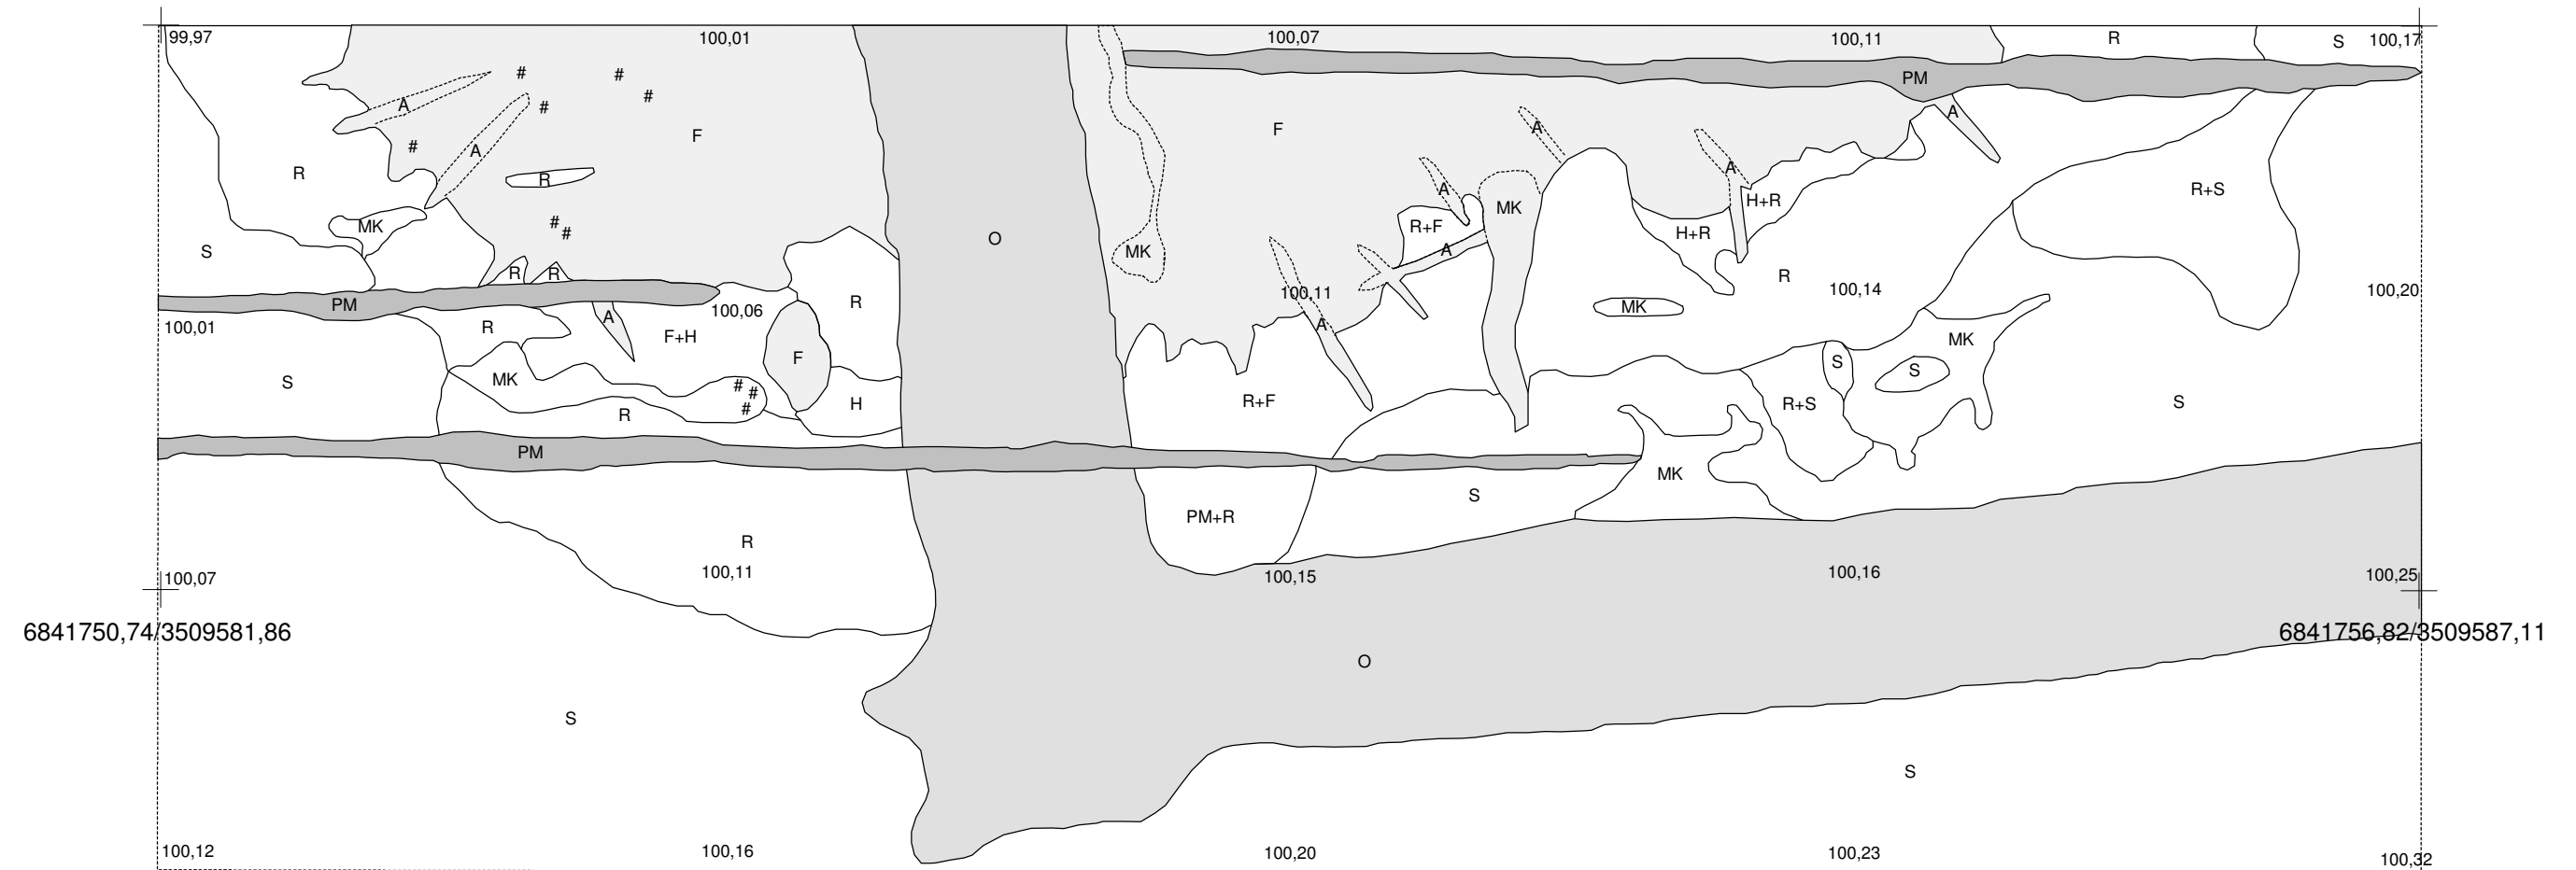 99,97 100,01 100,07 100,11 R S 100,17
# # PM
A # # A
F F A
# A
R R A A R+S
MK # # R+F MK H+R H+R
S O MK A
R R R 100,14 100,20
PM 100,06 R 100,11 MK
100,01 R A F+H F A MK
S MK # # # R+F S S
R H R+S S
PM MK
PM+R S
R
100,07 100,11 100,15 100,16 100,25
6841750,74/3509581,86 6841756,82/3509587,11
O
S
S
100,12 100,16 100,20 100,23 100,32